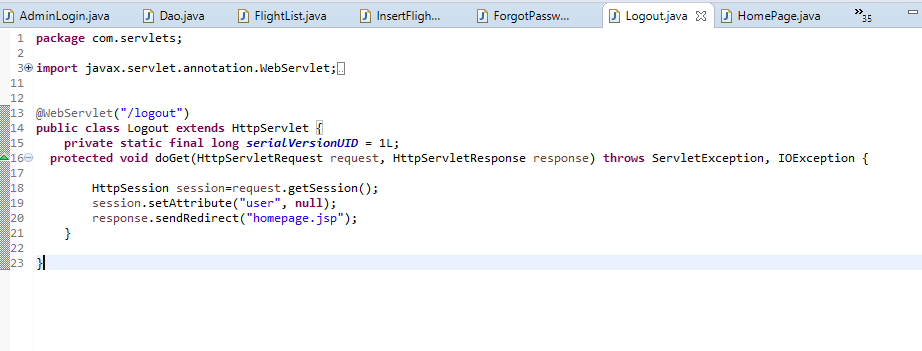 AdminLogin.java Dao.java FlightList.java InsertFligh... ForgotPassw... Logout.java HomePage.java »35
1 package com.servlets;
2
3 import javax.servlet.annotation.WebServlet;
11
12
13 @WebServlet("/logout")
14 public class Logout extends HttpServlet {
15 private static final long serialVersionUID = 1L;
16 protected void doGet(HttpServletRequest request, HttpServletResponse response) throws ServletException, IOException {
17
18 HttpSession session=request.getSession();
19 session.setAttribute("user", null);
20 response.sendRedirect("homepage.jsp");
21 }
22
23 }